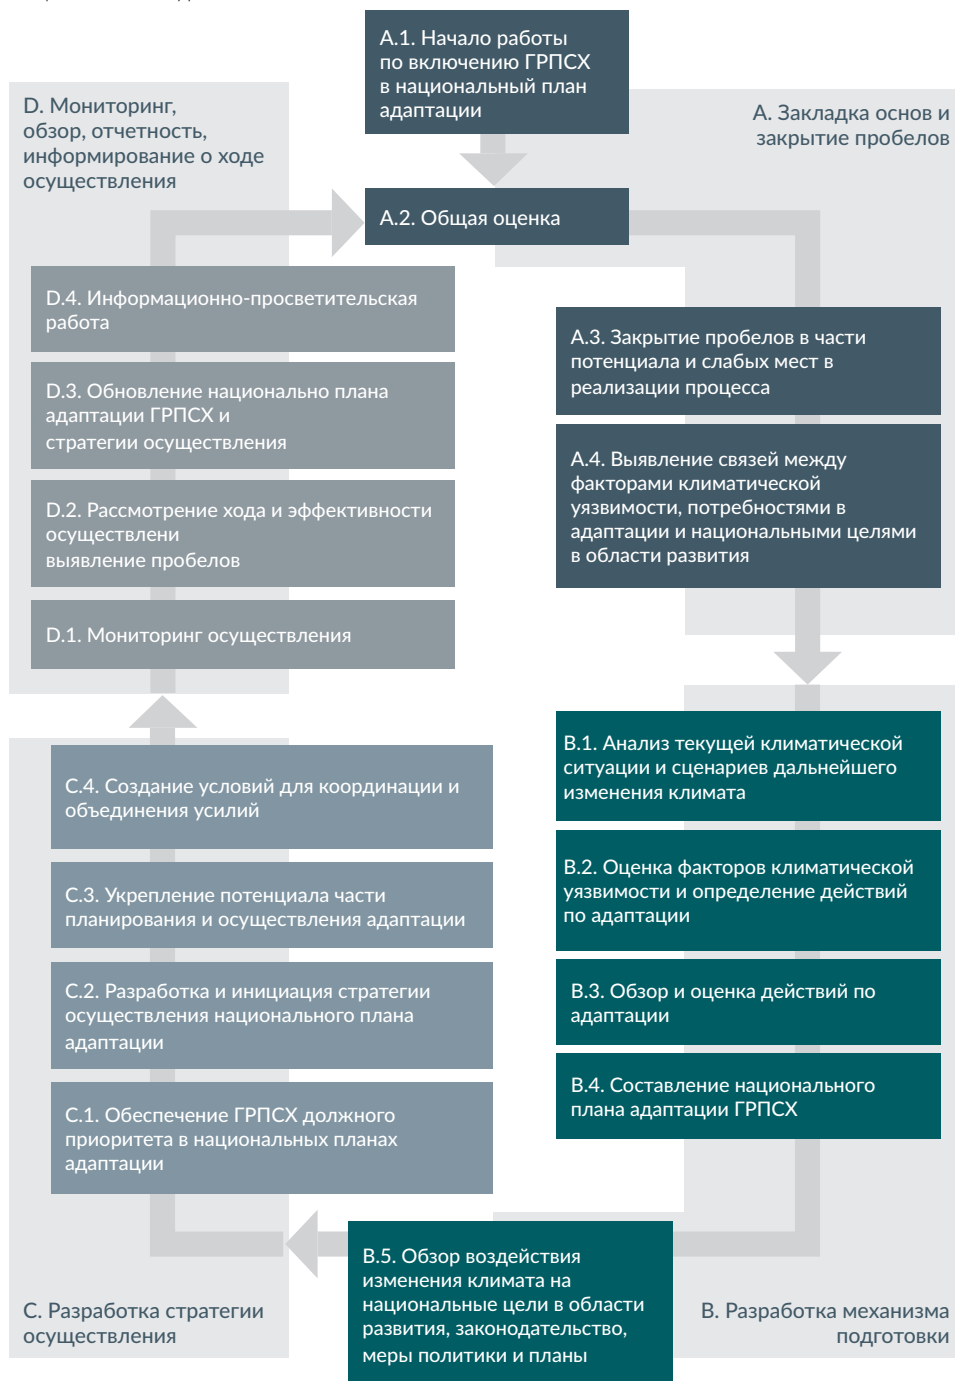 A.1. Начало работы
по включению ГРПСХ
в национальный план
адаптации
A. Закладка основ и
закрытие пробелов
A.2. Общая оценка
A.3. Закрытие пробелов в части
потенциала и слабых мест в
реализации процесса
A.4. Выявление связей между
факторами климатической
уязвимости, потребностями в
адаптации и национальными целями
в области развития
B.1. Анализ текущей климатической
ситуации и сценариев дальнейшего
изменения климата
B.2. Оценка факторов климатической
уязвимости и определение действий
по адаптации
B.3. Обзор и оценка действий по
адаптации
B.4. Составление национального
плана адаптации ГРПСХ
B.5. Обзор воздействия
изменения климата на
национальные цели в области
развития, законодательство,
меры политики и планы
B. Разработка механизма
подготовки
C. Разработка стратегии
осуществления
C.4. Создание условий для координации и
объединения усилий
C.3. Укрепление потенциала части
планирования и осуществления адаптации
C.2. Разработка и инициация стратегии
осуществления национального плана
адаптации
C.1. Обеспечение ГРПСХ должного
приоритета в национальных планах
адаптации
D. Мониторинг,
обзор, отчетность,
информирование о ходе
осуществления
D.4. Информационно-просветительская
работа
D.3. Обновление национально плана
адаптации ГРПСХ и
стратегии осуществления
D.2. Рассмотрение хода и эффективности
осуществлени
выявление пробелов
D.1. Мониторинг осуществления